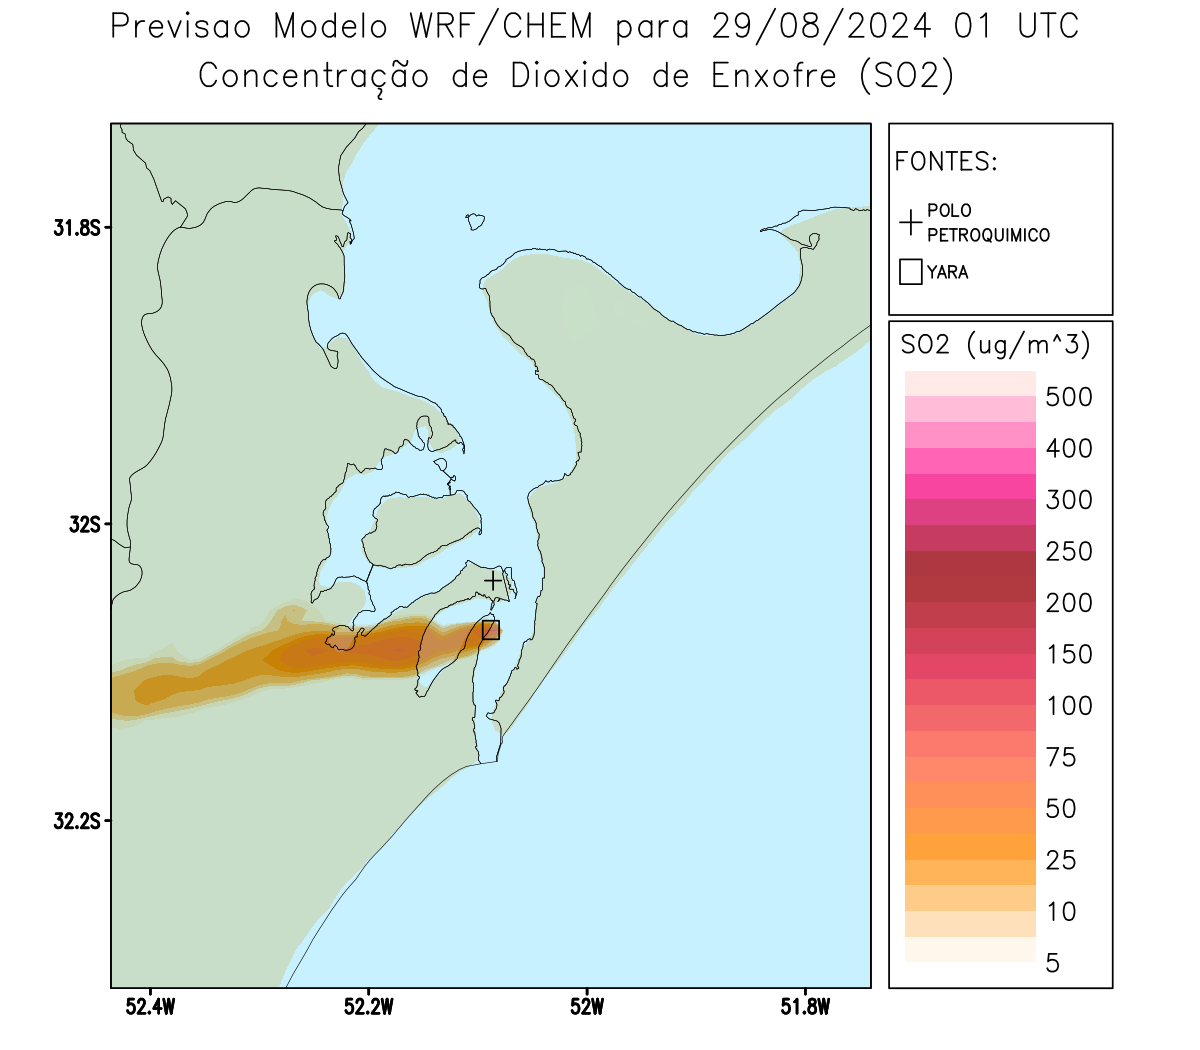 Previsao Modelo WRF/CHEM para 29/08/2024 01 UTC
Concentração de Dioxido de Enxofre (SO2)
FONTES:
POLO
PETROQUIMICO
YARA
SO2 (ug/m^3)
500
400
300
250
200
150
100
75
50
25
10
5
31.8S
32S
32.2S
52.4W
52.2W
52W
51.8W